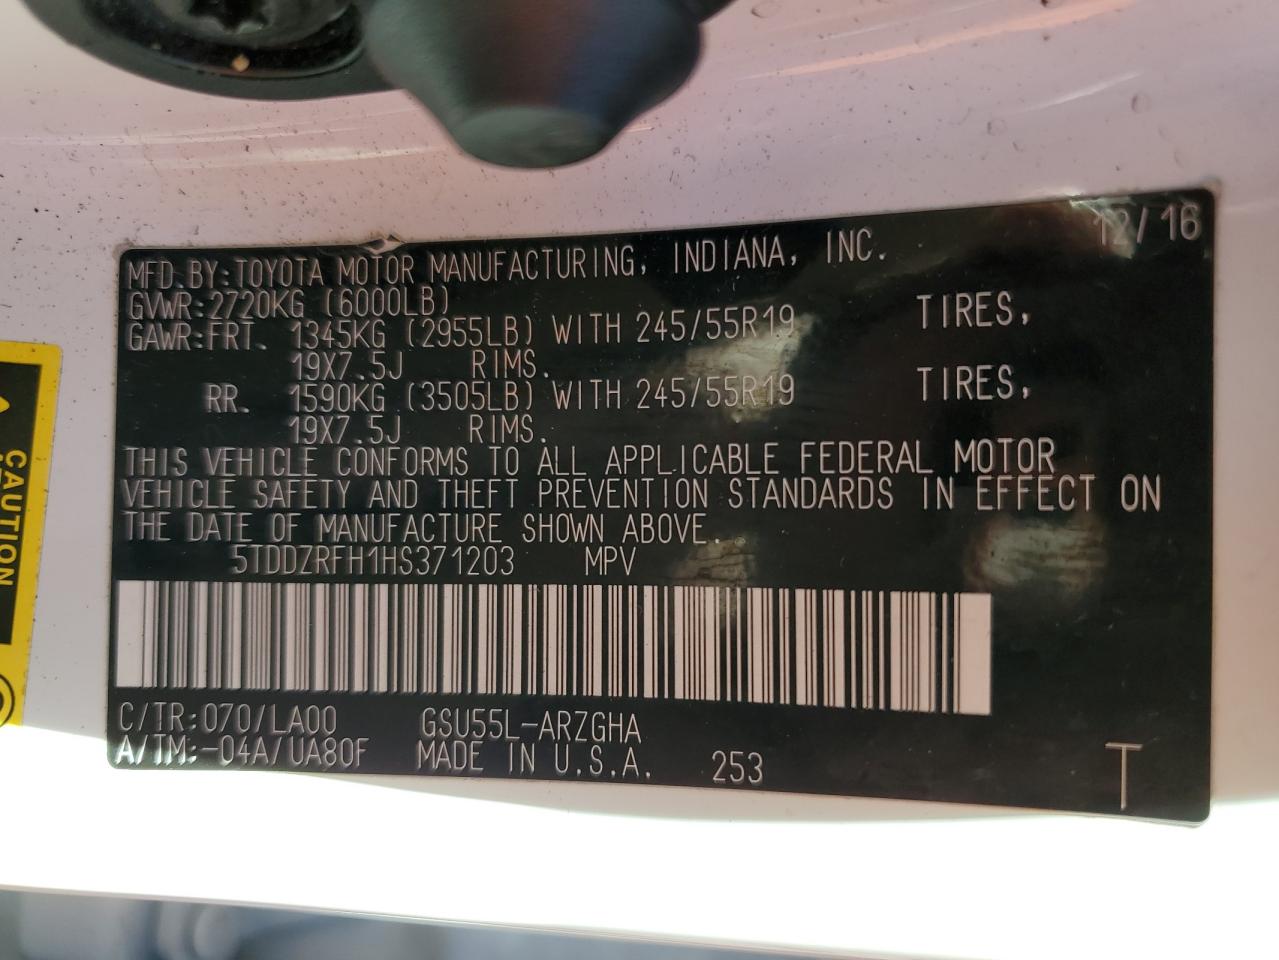 12/16
MFD.BY:TOYOTA MOTOR MANUFACTURING, INDIANA, INC.
GVWR:2720KG (6000LB)
GAWR:FRT. 1345KG (2955LB) WITH 245/55R19 TIRES,
19X7.5J RIMS.
RR. 1590KG (3505LB) WITH 245/55R19 TIRES,
19X7.5J RIMS.
THIS VEHICLE CONFORMS TO ALL APPLICABLE FEDERAL MOTOR
VEHICLE SAFETY AND THEFT PREVENTION STANDARDS IN EFFECT ON
THE DATE OF MANUFACTURE SHOWN ABOVE.
5TDDZRFH1HS371203 MPV
C/TR:070/LA00 GSU55L-ARZGHA
A/TM:-04A/UA80F MADE IN U.S.A. 253 T
CAUTION